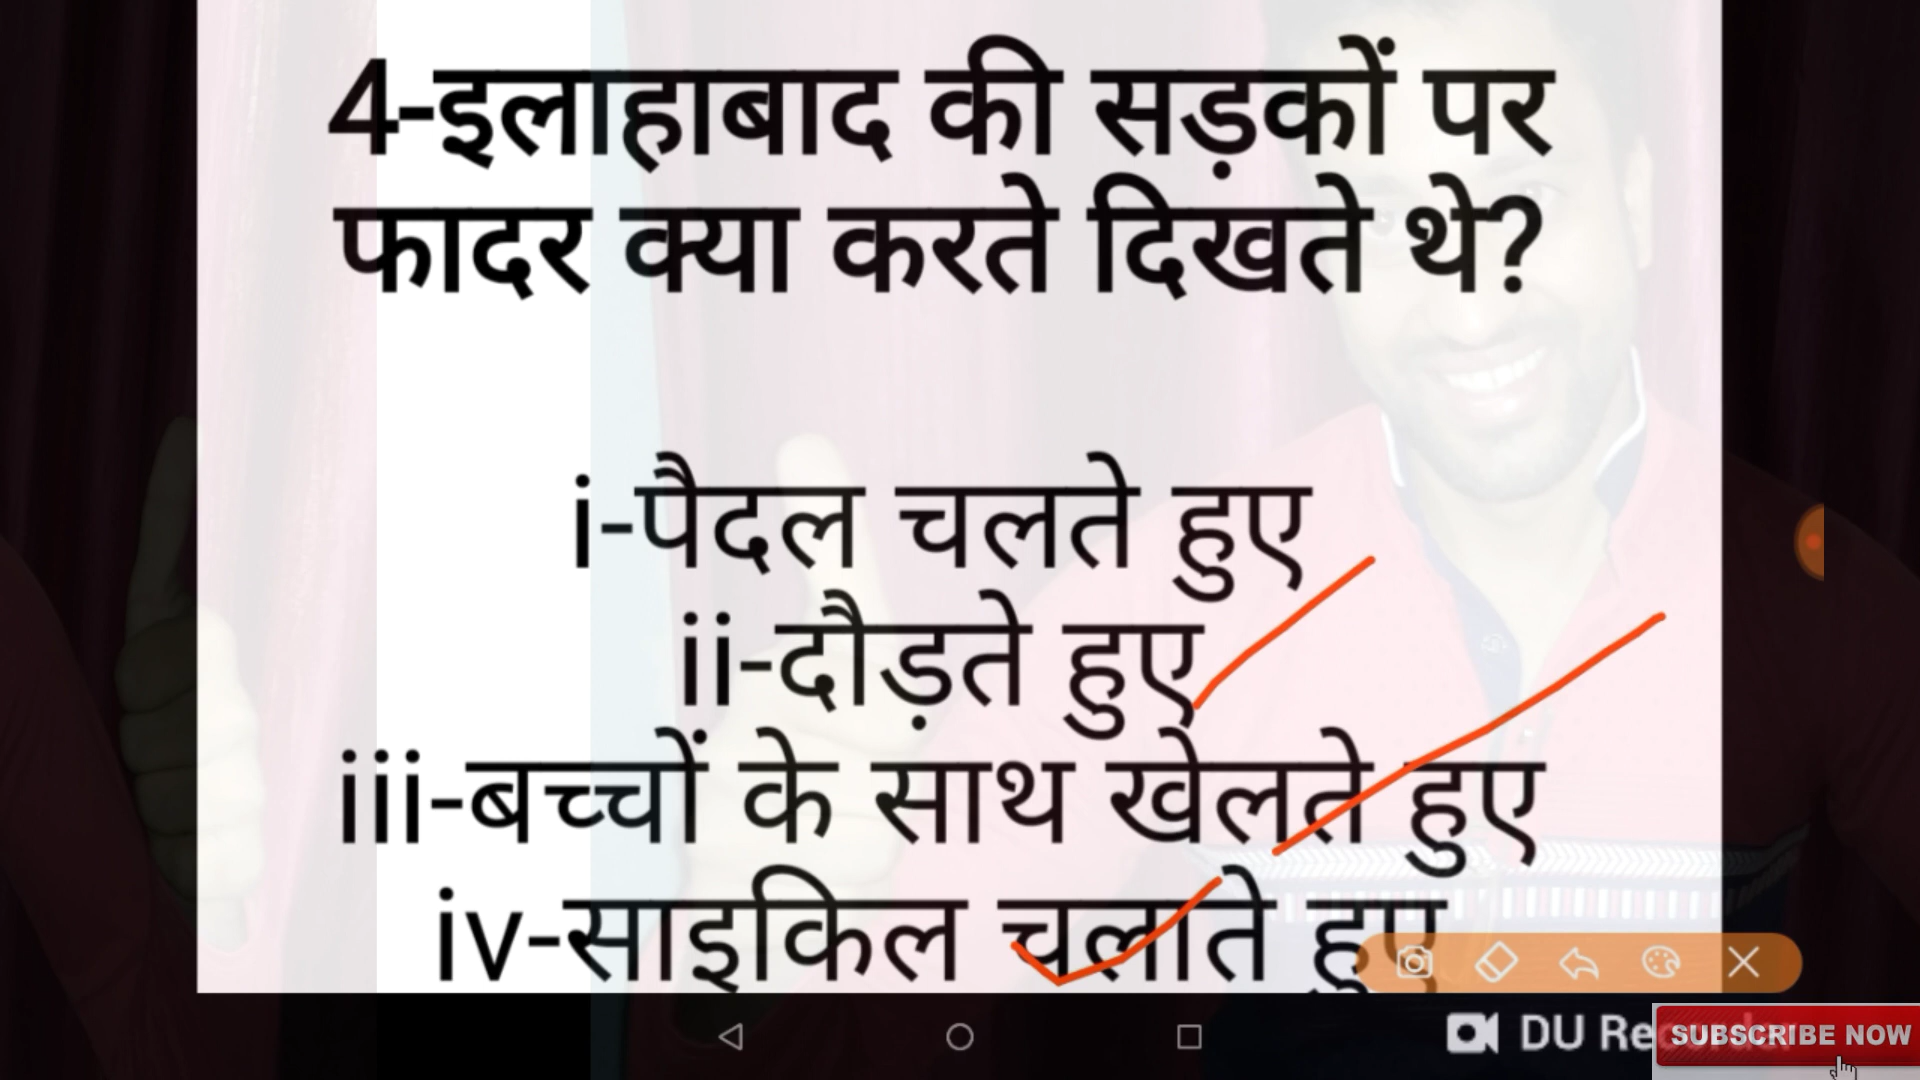 4-इलाहाबाद की सड़कों पर
फादर क्या करते दिखते थे?
i-पैदल चलते हुए
ii-दौड़ते हुए
iii-बच्चों के साथ खेलते हुए
iv-साइकिल चलाते हुए
DU Recorder
SUBSCRIBE NOW